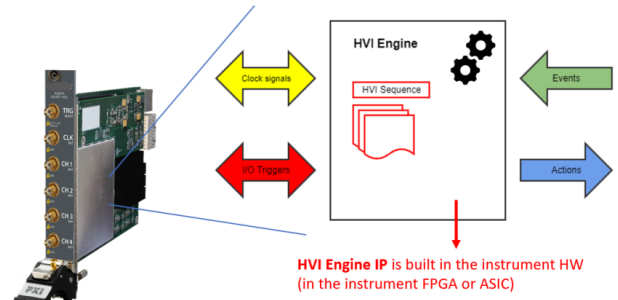 HVI Engine
HVI Sequence
Clock signals
I/O Triggers
Events
Actions
HVI Engine IP is built in the instrument HW
(in the instrument FPGA or ASIC)
TRG
CLK
CH 1
CH 2
CH 3
CH 4
PXI